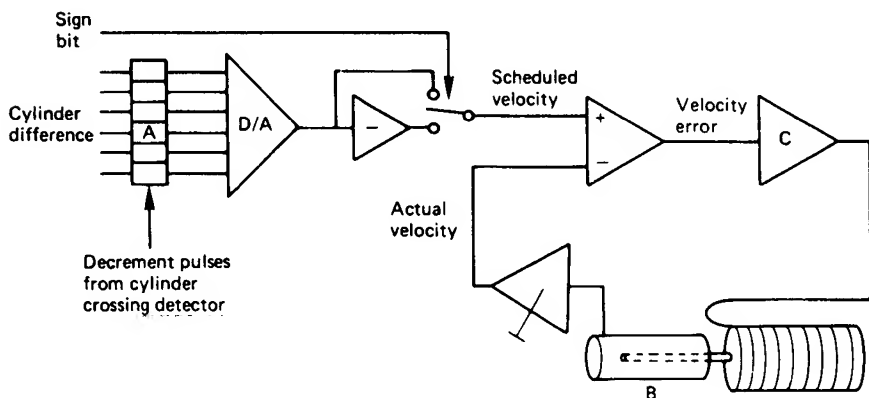 Sign
bit
Cylinder
difference
A
D/A
−
Scheduled
velocity
+
−
Velocity
error
C
Actual
velocity
Decrement pulses
from cylinder
crossing detector
B